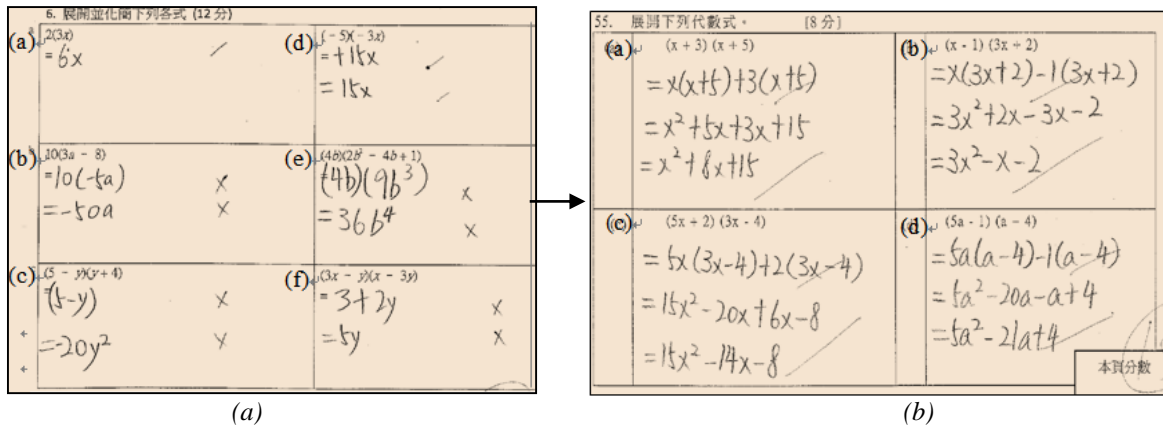 6. 展開並化簡下列各式 (12 分)
(a) 2(3x)
= 6x
(d) (-5)(-3x)
= +15x
= 15x
(b) 10(3a - 8)
= 10(-5a)
= -50a
(e) (4b)(2b² - 4b + 1)
(4b)(9b³)
= 36b⁴
(c) (5 - y)(y + 4)
= (5-y)
= -20y²
(f) (3x - y)(x - 3y)
= 3+2y
= 5y
(a)
55. 展開下列代數式。 [8 分]
(a) (x + 3) (x + 5)
= x(x+5)+3(x+5)
= x²+5x+3x+15
= x²+8x+15
(b) (x - 1) (3x + 2)
= x(3x+2)-1(3x+2)
= 3x²+2x-3x-2
= 3x²-x-2
(c) (5x + 2) (3x - 4)
= 5x(3x-4)+2(3x-4)
= 15x²-20x+6x-8
= 15x²-14x-8
(d) (5a - 1) (a - 4)
= 5a(a-4)-1(a-4)
= 5a²-20a-a+4
= 5a²-21a+4
本頁分數
(b)